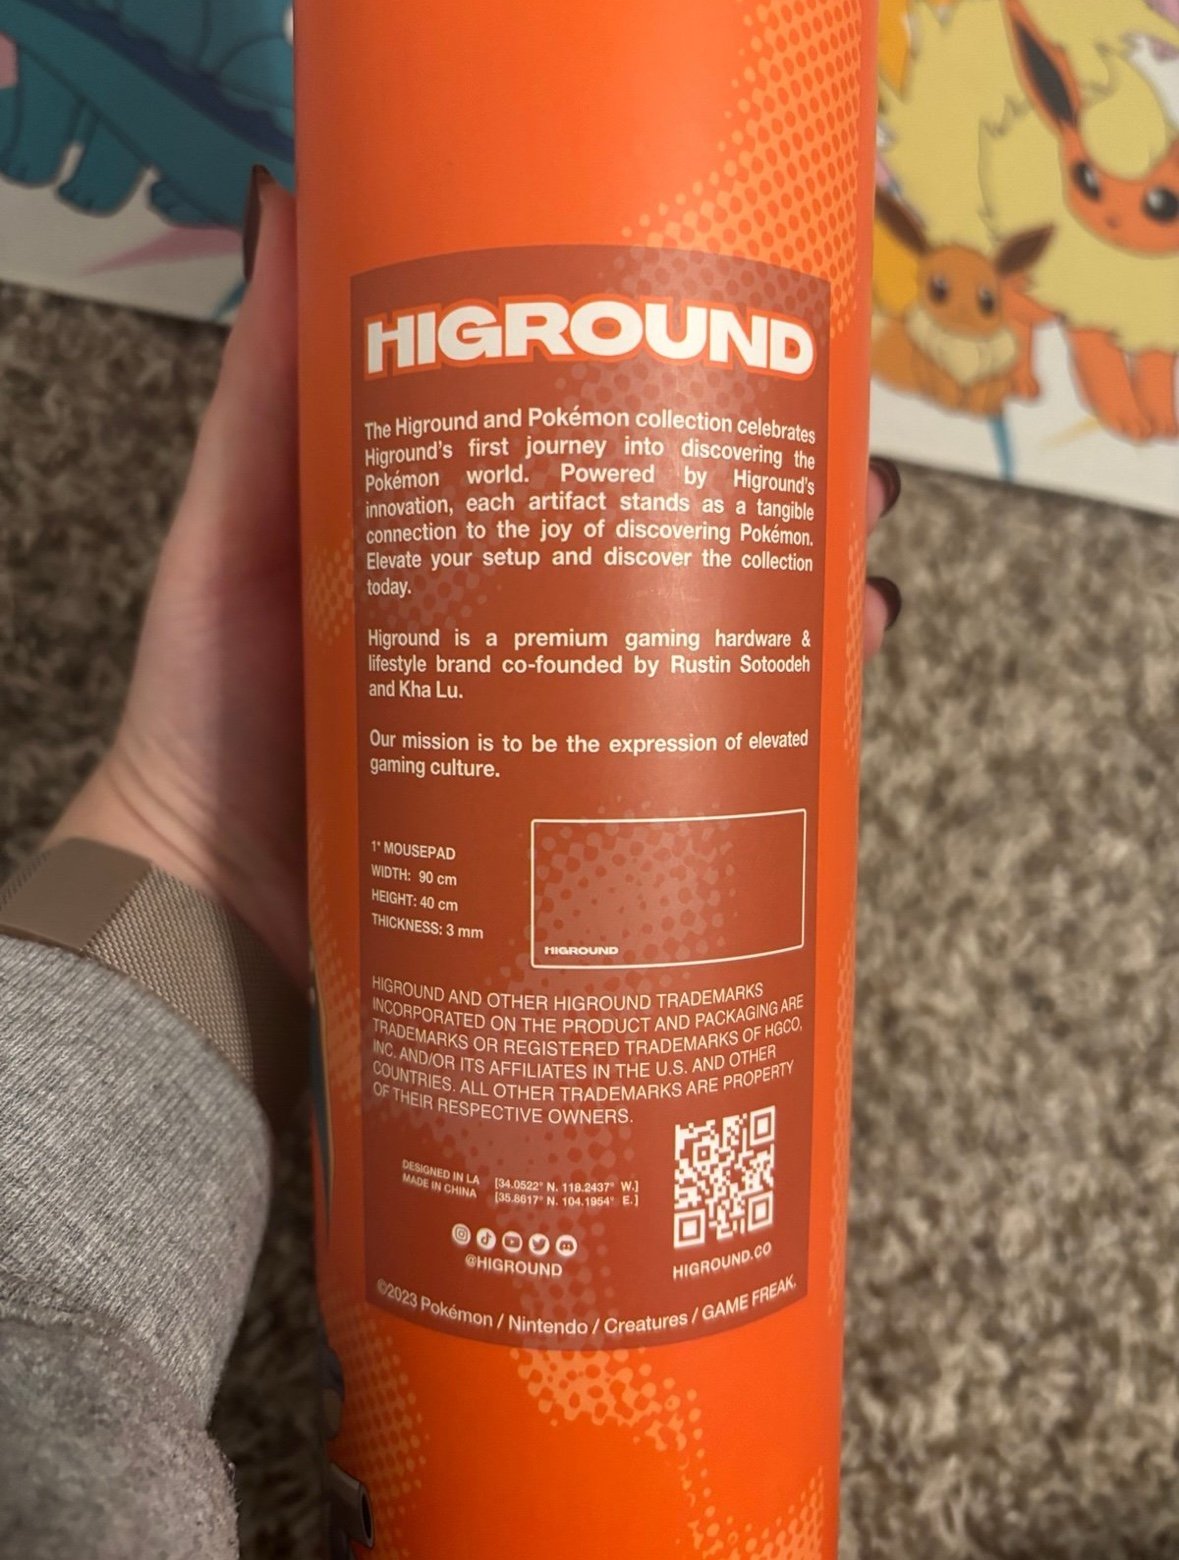 HIGROUND
The Higround and Pokémon collection celebrates
Higround's first journey into discovering the
Pokémon world. Powered by Higround's
innovation, each artifact stands as a tangible
connection to the joy of discovering Pokémon.
Elevate your setup and discover the collection
today.
Higround is a premium gaming hardware &
lifestyle brand co-founded by Rustin Sotoodeh
and Kha Lu.
Our mission is to be the expression of elevated
gaming culture.
1* MOUSEPAD
WIDTH: 90 cm
HEIGHT: 40 cm
THICKNESS: 3 mm
HIGROUND
HIGROUND AND OTHER HIGROUND TRADEMARKS
INCORPORATED ON THE PRODUCT AND PACKAGING ARE
TRADEMARKS OR REGISTERED TRADEMARKS OF HGCO,
INC. AND/OR ITS AFFILIATES IN THE U.S. AND OTHER
COUNTRIES. ALL OTHER TRADEMARKS ARE PROPERTY
OF THEIR RESPECTIVE OWNERS.
DESIGNED IN LA [34.0522° N. 118.2437° W.]
MADE IN CHINA [35.8617° N. 104.1954° E.]
@HIGROUND
HIGROUND.CO
©2023 Pokémon / Nintendo / Creatures / GAME FREAK.